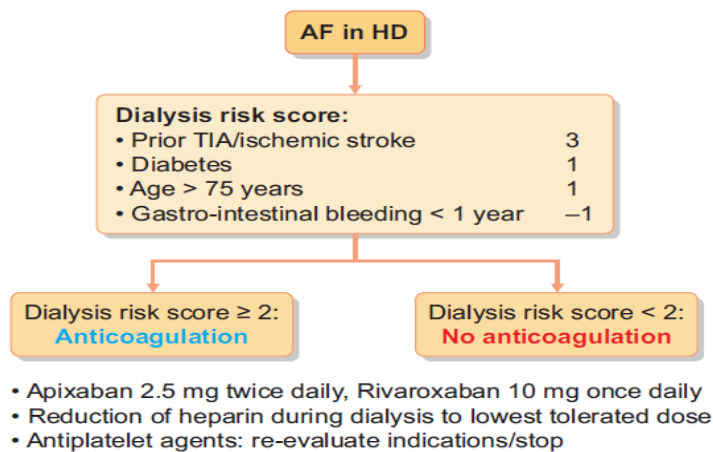 AF in HD
Dialysis risk score:
• Prior TIA/ischemic stroke 3
• Diabetes 1
• Age > 75 years 1
• Gastro-intestinal bleeding < 1 year –1
Dialysis risk score ≥ 2:
Anticoagulation
Dialysis risk score < 2:
No anticoagulation
• Apixaban 2.5 mg twice daily, Rivaroxaban 10 mg once daily
• Reduction of heparin during dialysis to lowest tolerated dose
• Antiplatelet agents: re-evaluate indications/stop